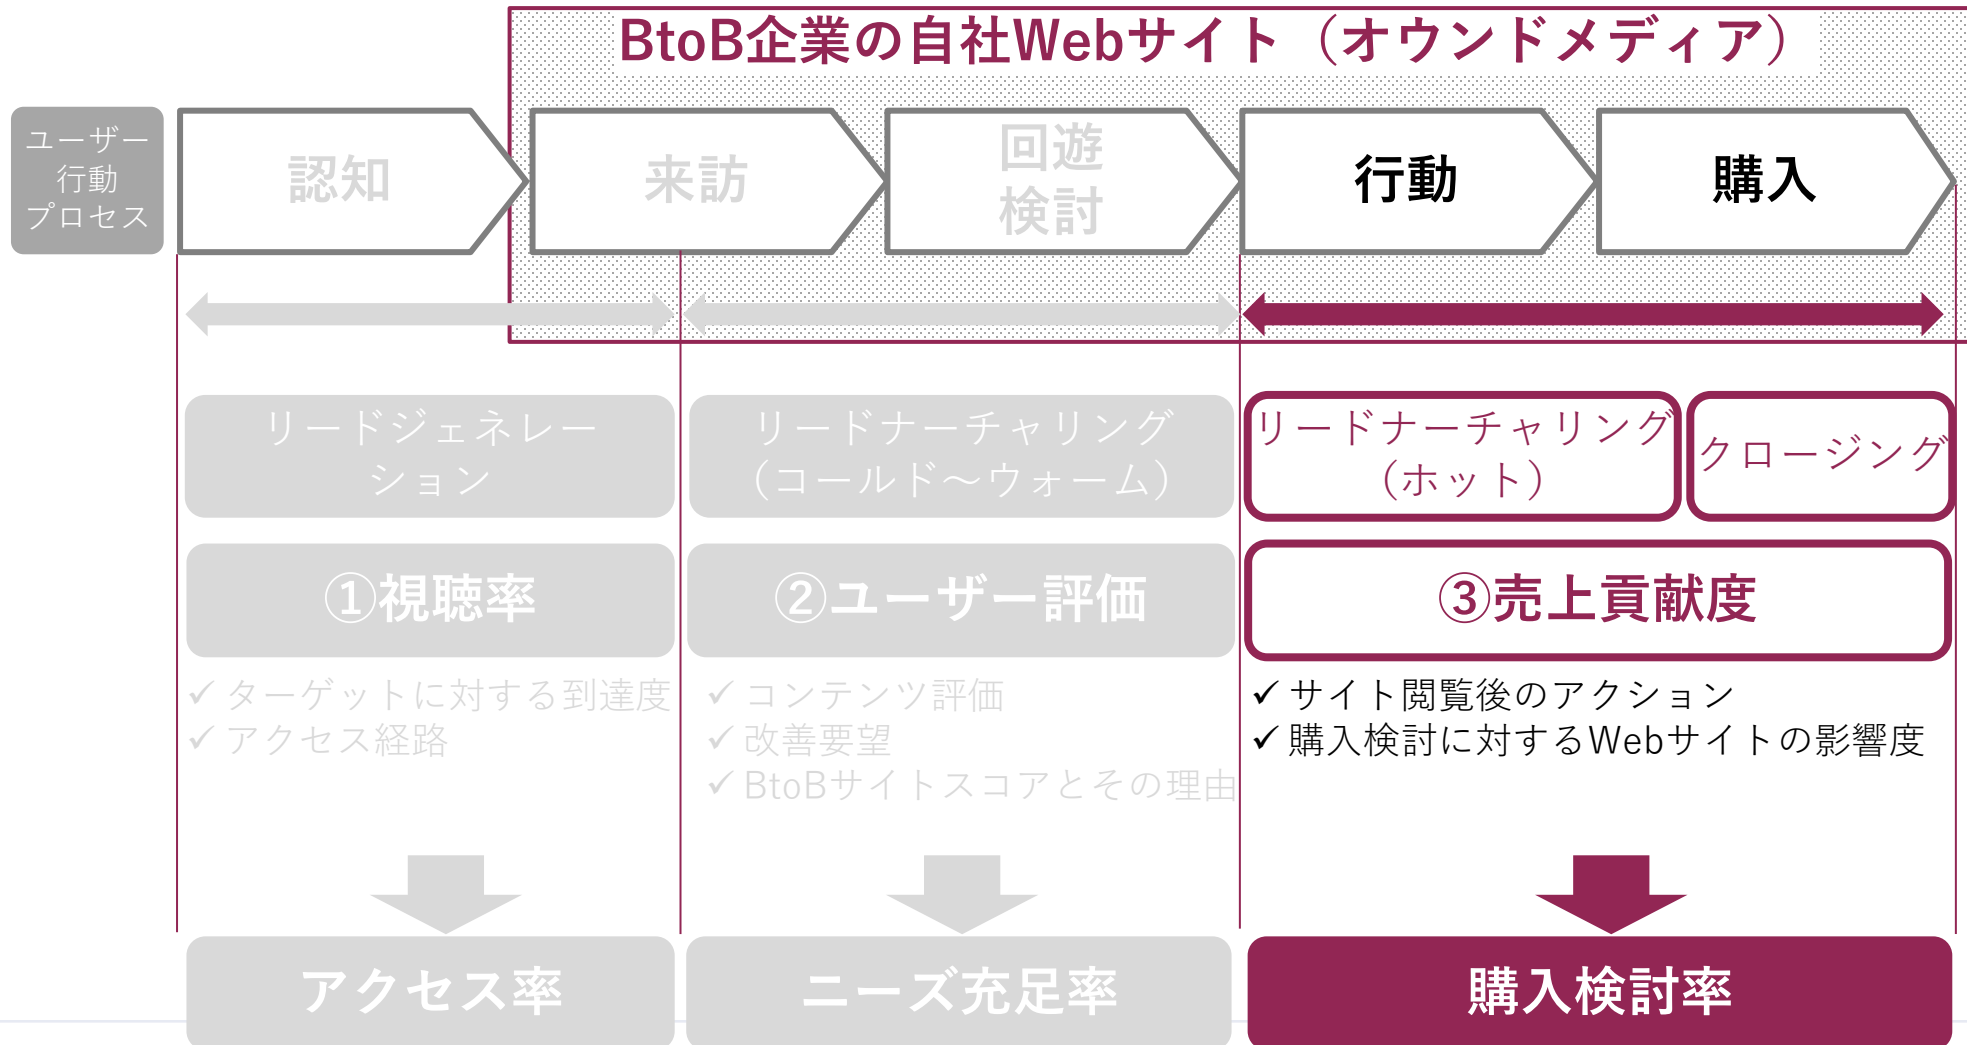 BtoB企業の自社Webサイト（オウンドメディア）
ユーザー
行動
プロセス
認知
来訪
回遊
検討
行動
購入
リードジェネレー
ション
リードナーチャリング
（コールド～ウォーム）
リードナーチャリング
（ホット）
クロージング
①視聴率
②ユーザー評価
③売上貢献度
✓ ターゲットに対する到達度
✓ アクセス経路
✓ コンテンツ評価
✓ 改善要望
✓ BtoBサイトスコアとその理由
✓ サイト閲覧後のアクション
✓ 購入検討に対するWebサイトの影響度
アクセス率
ニーズ充足率
購入検討率